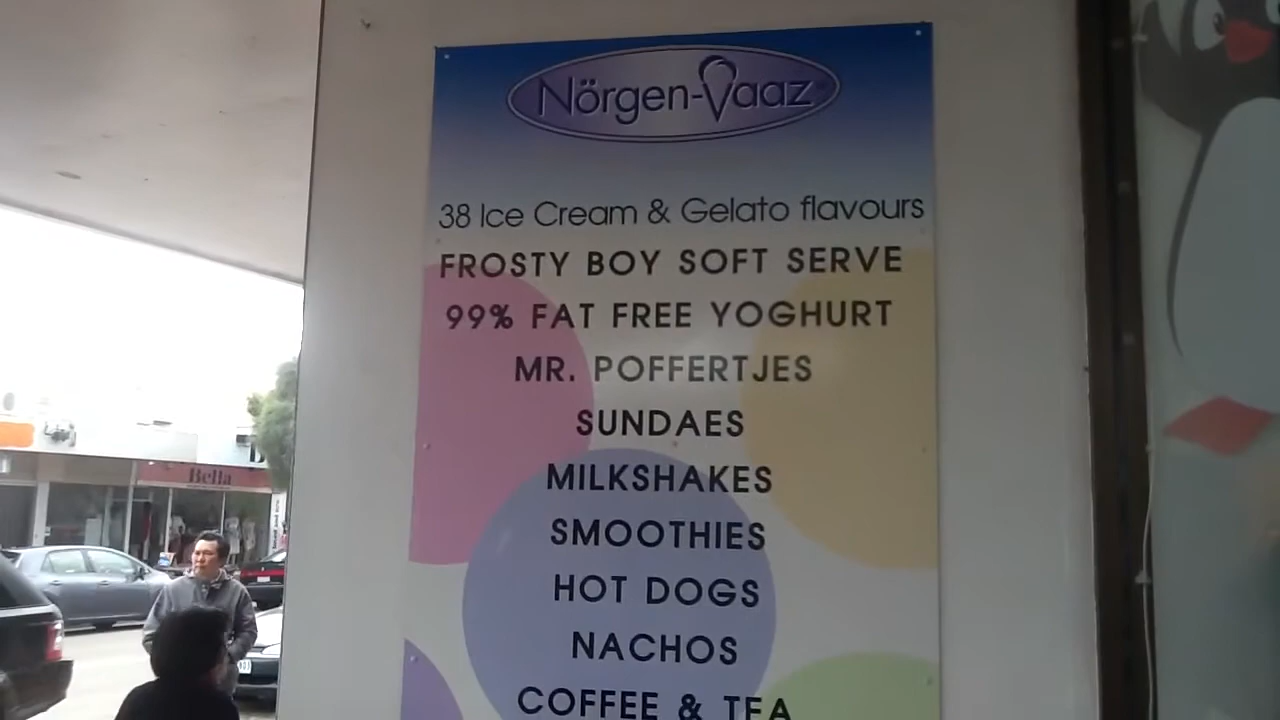 Nörgen-Vaaz
38 Ice Cream & Gelato flavours
FROSTY BOY SOFT SERVE
99% FAT FREE YOGHURT
MR. POFFERTJES
SUNDAES
MILKSHAKES
SMOOTHIES
HOT DOGS
NACHOS
COFFEE & TEA
Bella